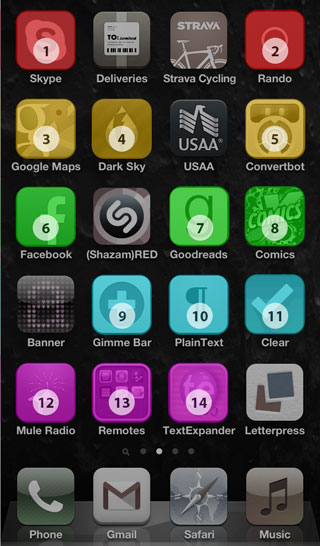 TO: Download
STRAVA
1
2
Skype Deliveries Strava Cycling Rando
USAA®
3
4
5
Google Maps Dark Sky USAA Convertbot
COMICS
6
7
8
Facebook (Shazam)RED Goodreads Comics
9
10
11
Banner Gimme Bar PlainText Clear
12
13
14
Mule Radio Remotes TextExpander Letterpress
Phone Gmail Safari Music